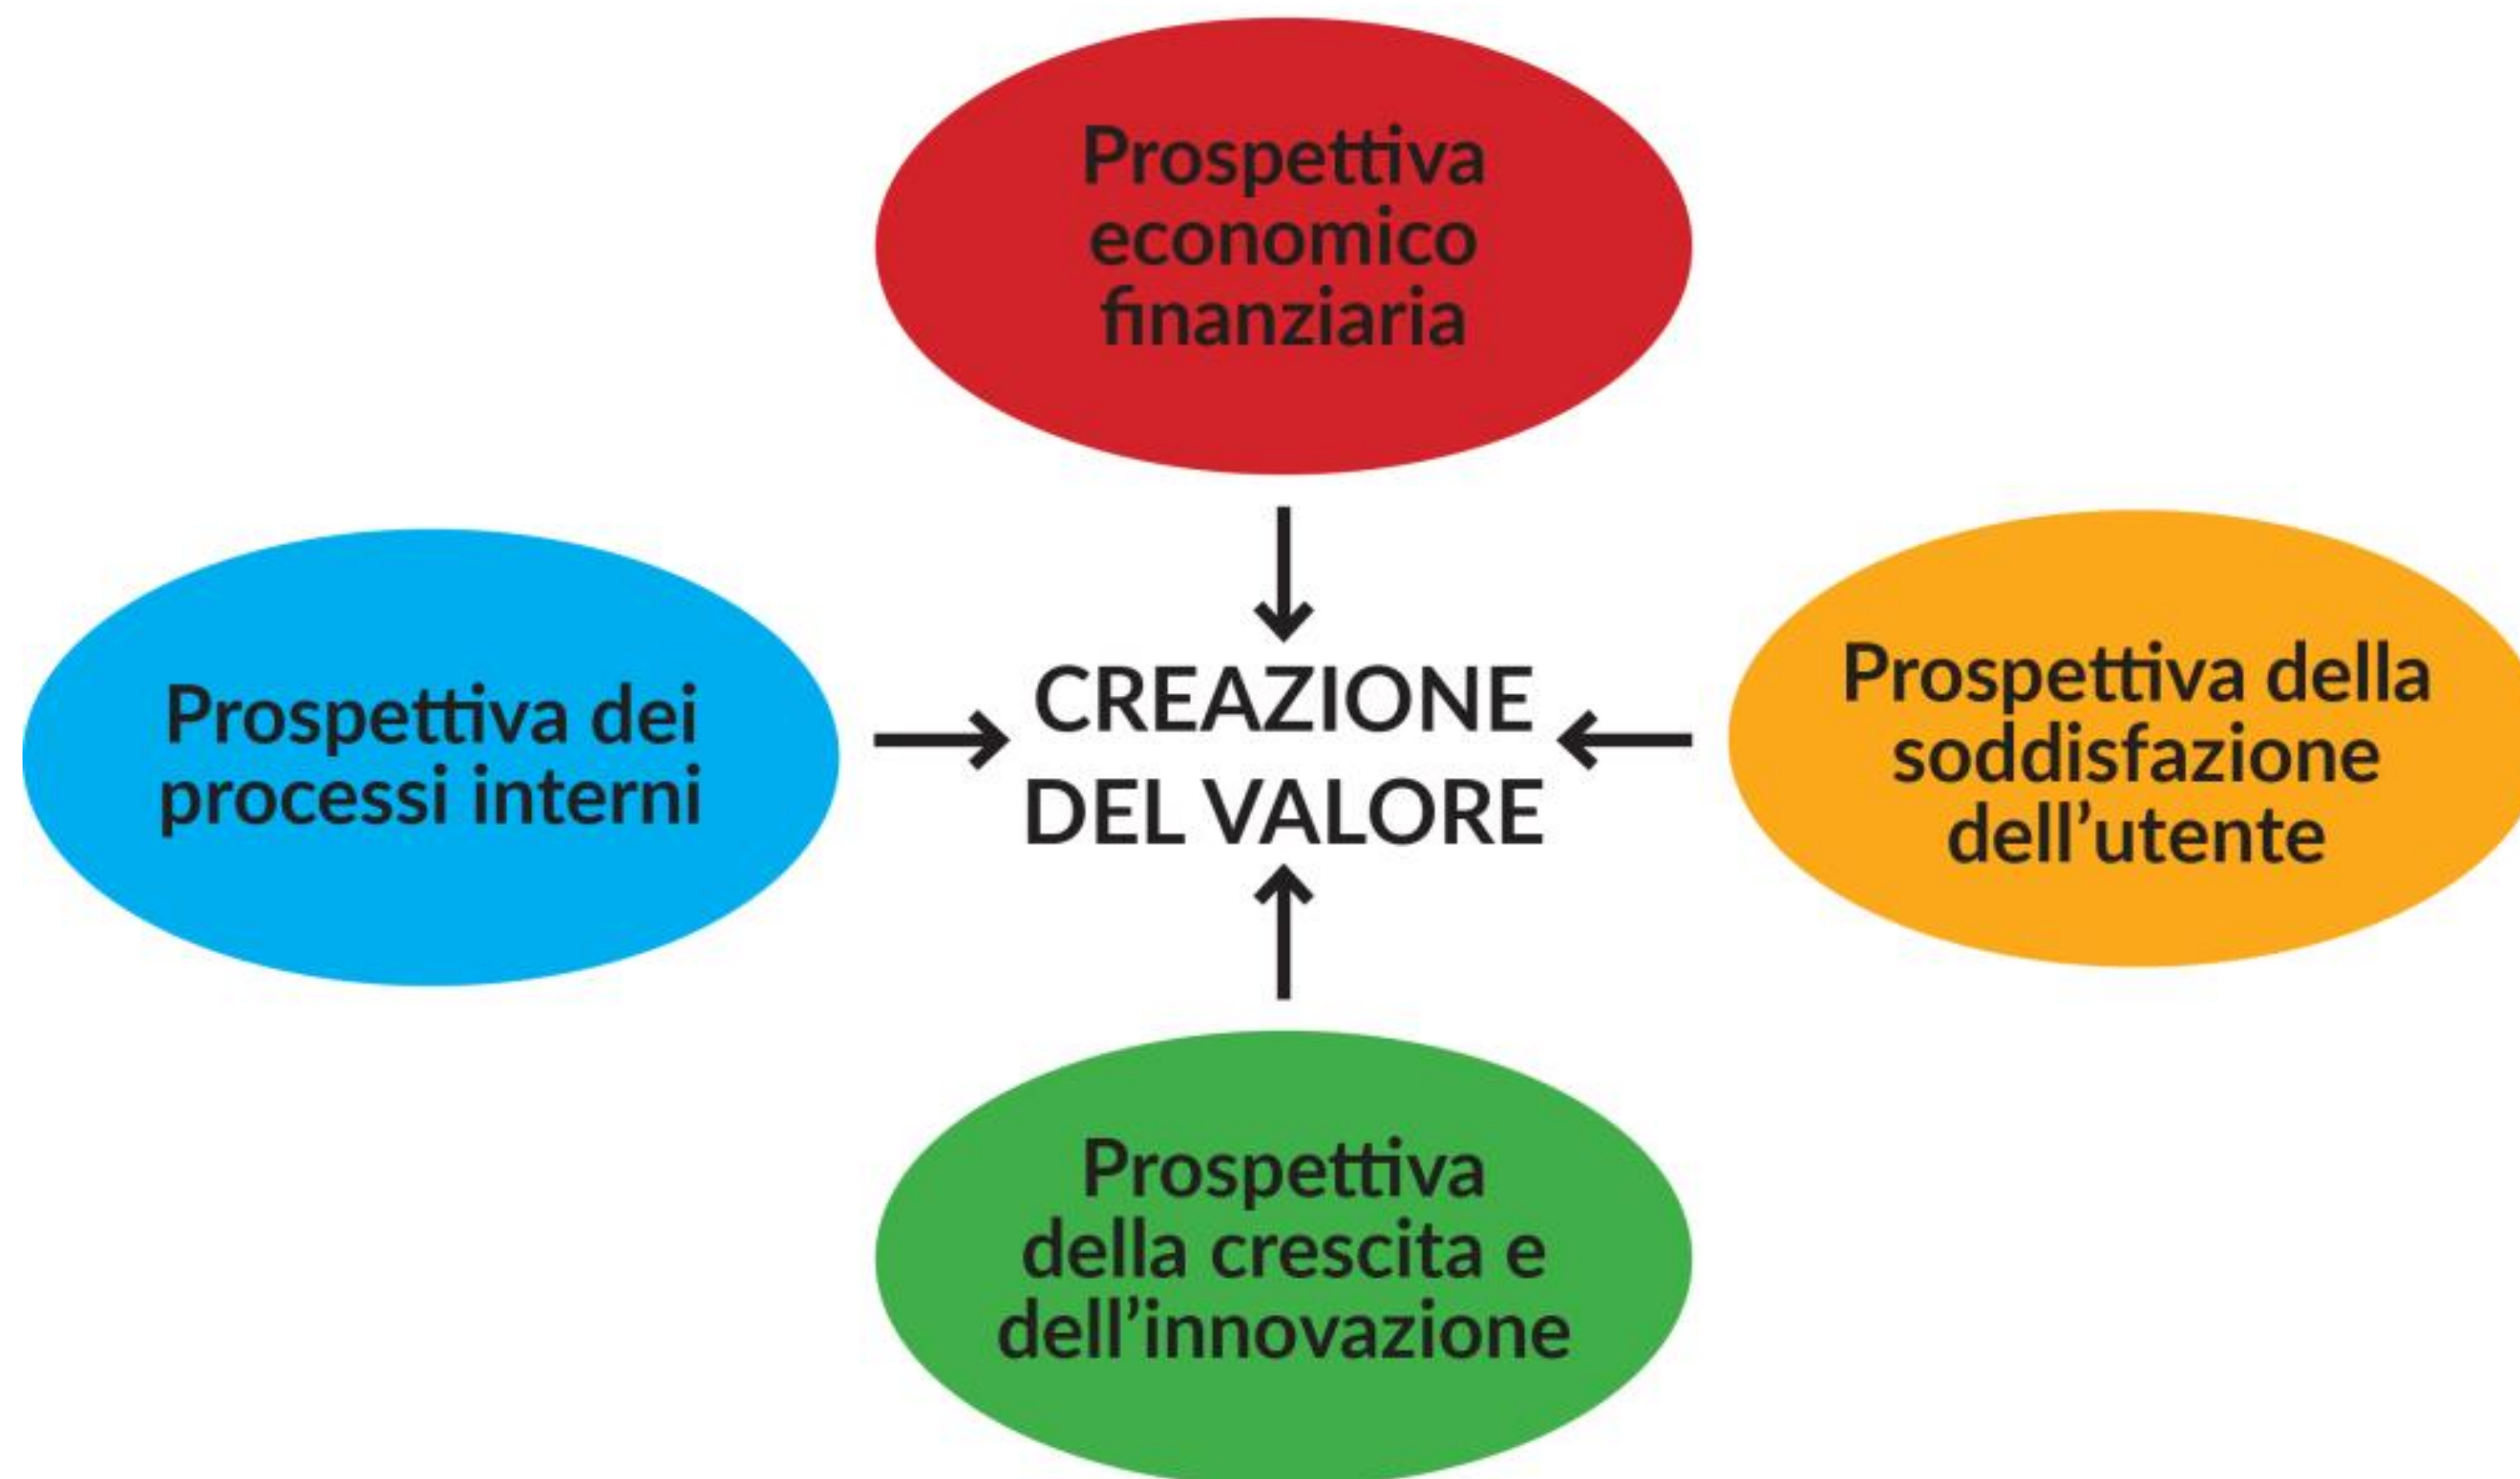 Prospettiva
economico
finanziaria
Prospettiva dei
processi interni
CREAZIONE
DEL VALORE
Prospettiva della
soddisfazione
dell’utente
Prospettiva
della crescita e
dell’innovazione